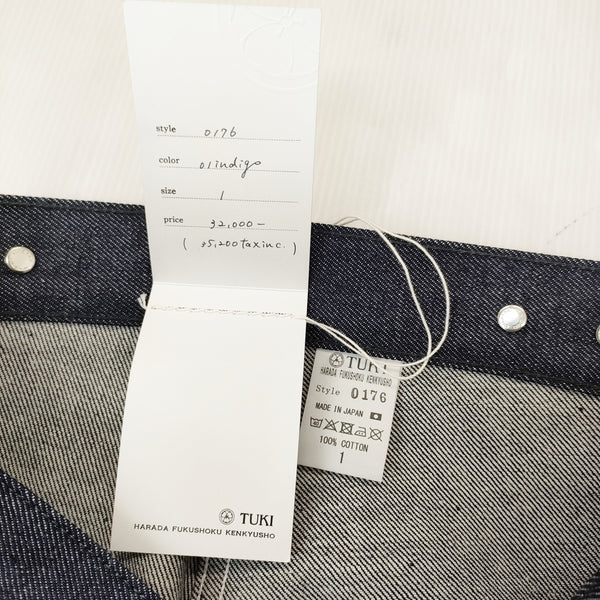 style 0176
color 01 indigo
size 1
price 32,000-
( 35,200 tax inc. )
TUKI
HARADA FUKUSHOKU KENKYUSHO
TUKI
HARADA FUKUSHOKU KENKYUSHO
Style 0176
MADE IN JAPAN
100% COTTON
1